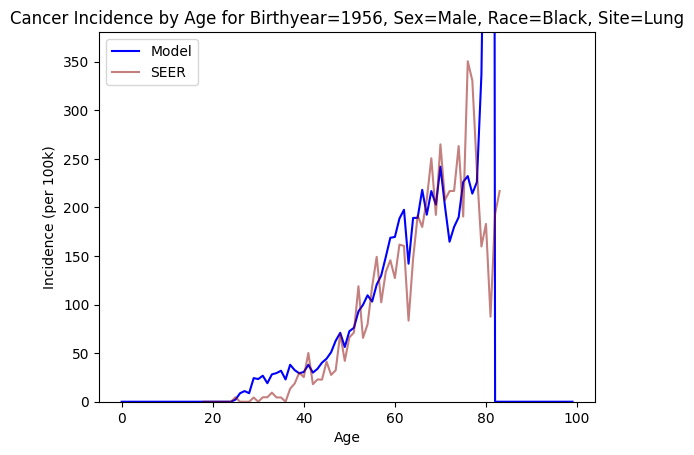 Cancer Incidence by Age for Birthyear=1956, Sex=Male, Race=Black, Site=Lung
Model
SEER
350
300
250
200
150
100
50
0
Incidence (per 100k)
0 20 40 60 80 100
Age